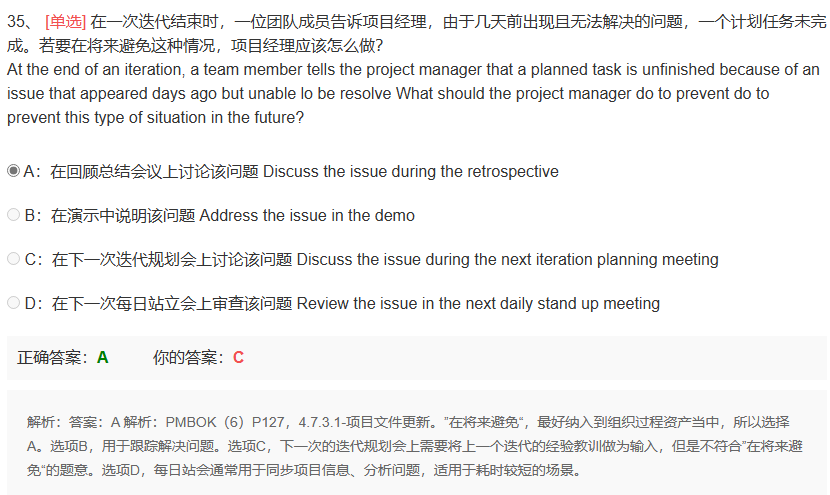 35、 [单选] 在一次迭代结束时，一位团队成员告诉项目经理，由于几天前出现且无法解决的问题，一个计划任务未完
成。若要在将来避免这种情况，项目经理应该怎么做？
At the end of an iteration, a team member tells the project manager that a planned task is unfinished because of an
issue that appeared days ago but unable lo be resolve What should the project manager do to prevent do to
prevent this type of situation in the future?
A：在回顾总结会议上讨论该问题 Discuss the issue during the retrospective
B：在演示中说明该问题 Address the issue in the demo
C：在下一次迭代规划会上讨论该问题 Discuss the issue during the next iteration planning meeting
D：在下一次每日站立会上审查该问题 Review the issue in the next daily stand up meeting
正确答案：A 你的答案：C
解析：答案：A 解析：PMBOK（6）P127，4.7.3.1-项目文件更新。”在将来避免“，最好纳入到组织过程资产当中，所以选择
A。选项B，用于跟踪解决问题。选项C，下一次的迭代规划会上需要将上一个迭代的经验教训做为输入，但是不符合”在将来避
免“的题意。选项D，每日站会通常用于同步项目信息、分析问题，适用于耗时较短的场景。